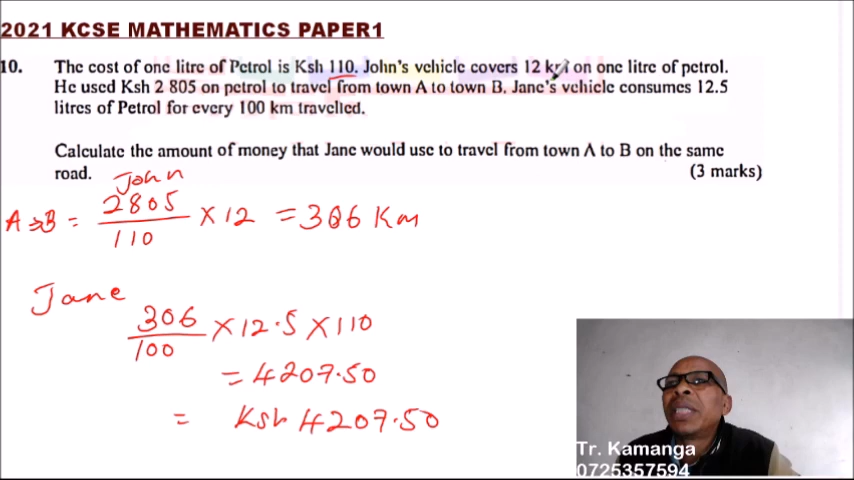 2021 KCSE MATHEMATICS PAPER1
10. The cost of one litre of Petrol is Ksh 110. John's vehicle covers 12 km on one litre of petrol.
He used Ksh 2 805 on petrol to travel from town A to town B. Jane's vehicle consumes 12.5
litres of Petrol for every 100 km travelled.
Calculate the amount of money that Jane would use to travel from town A to B on the same
road. (3 marks)
John
A→B = 2805/110 × 12 = 306 Km
Jane
306/100 × 12.5 × 110
= 4207.50
= Ksh 4207.50
Tr. Kamanga
0725357594